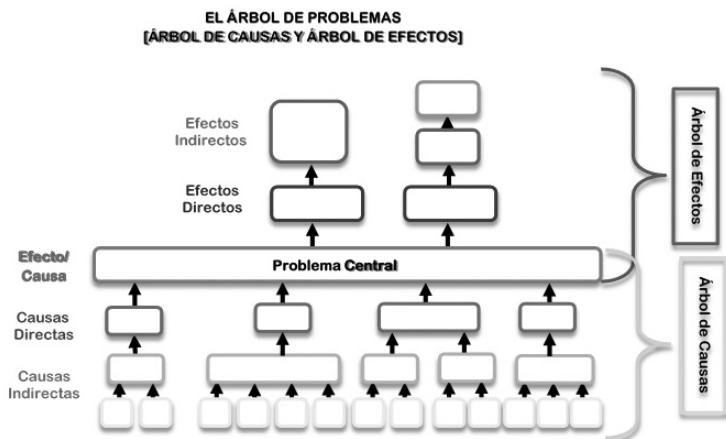 EL ÁRBOL DE PROBLEMAS
[ÁRBOL DE CAUSAS Y ÁRBOL DE EFECTOS]
Efectos
Indirectos
Efectos
Directos
Árbol de Efectos
Efecto/
Causa
Problema Central
Causas
Directas
Causas
Indirectas
Árbol de Causas